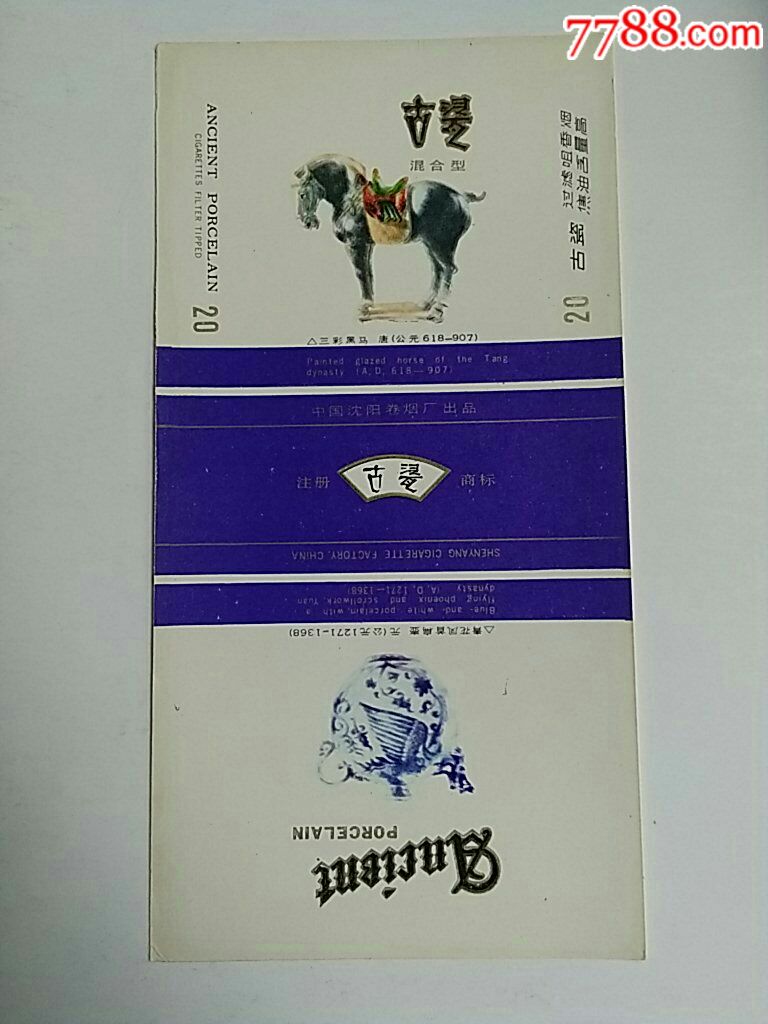 7788.com
古瓷
混合型
ANCIENT PORCELAIN
CIGARETTES FILTER TIPPED
20
过滤咀香烟
古瓷 焦油含量高
20
△三彩黑马 唐(公元618—907)
Painted glazed horse of the Tang
dynasty (A.D. 618—907)
中国沈阳卷烟厂出品
注册 古瓷 商标
SHENYANG CIGARETTE FACTORY, CHINA
Blue-and-white porcelain, with a
flying phoenix and scrollwork, Yuan
dynasty (A.D. 1271—1368)
△青花凤首扁壶 元(公元1271-1368)
Ancient
PORCELAIN